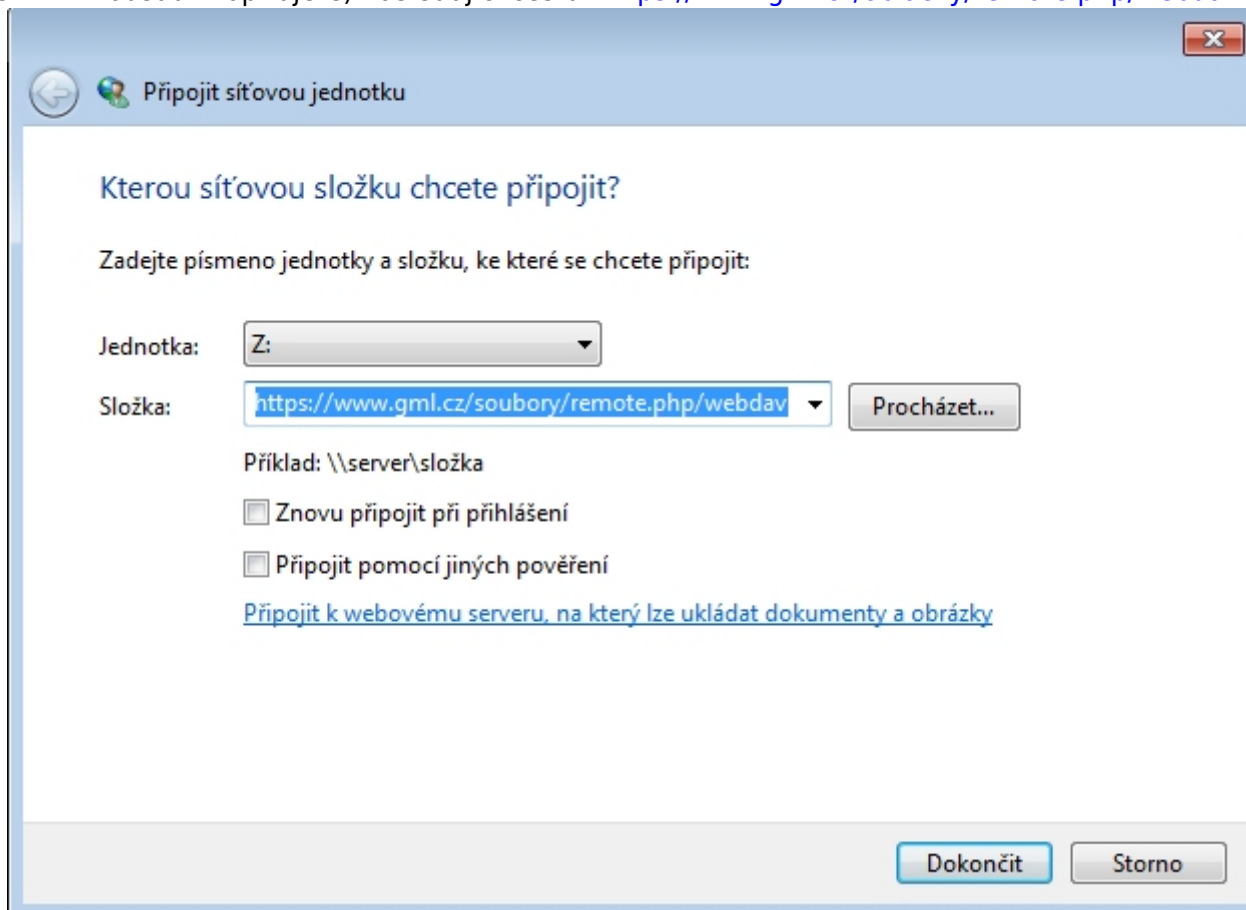 Připojit síťovou jednotku
Kterou síťovou složku chcete připojit?
Zadejte písmeno jednotky a složku, ke které se chcete připojit:
Jednotka: Z:
Složka: https://www.gml.cz/soubory/remote.php/webdav Procházet...
Příklad: \\server\složka
Znovu připojit při přihlášení
Připojit pomocí jiných pověření
Připojit k webovému serveru, na který lze ukládat dokumenty a obrázky
Dokončit Storno